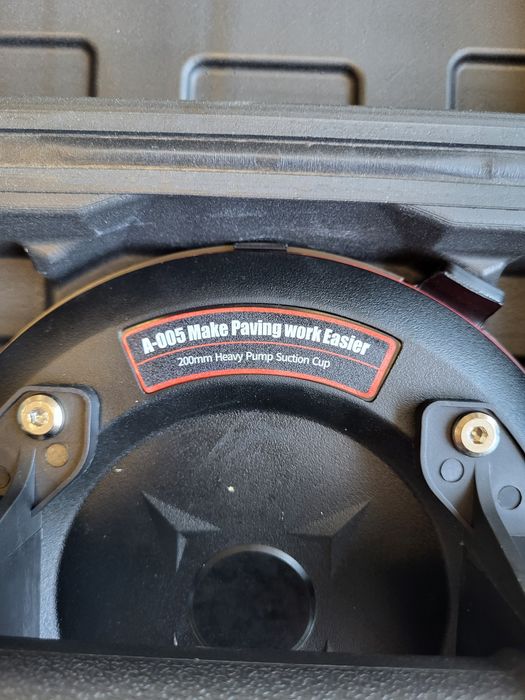 A-005 Make Paving work Easier
200mm Heavy Pump Suction Cup